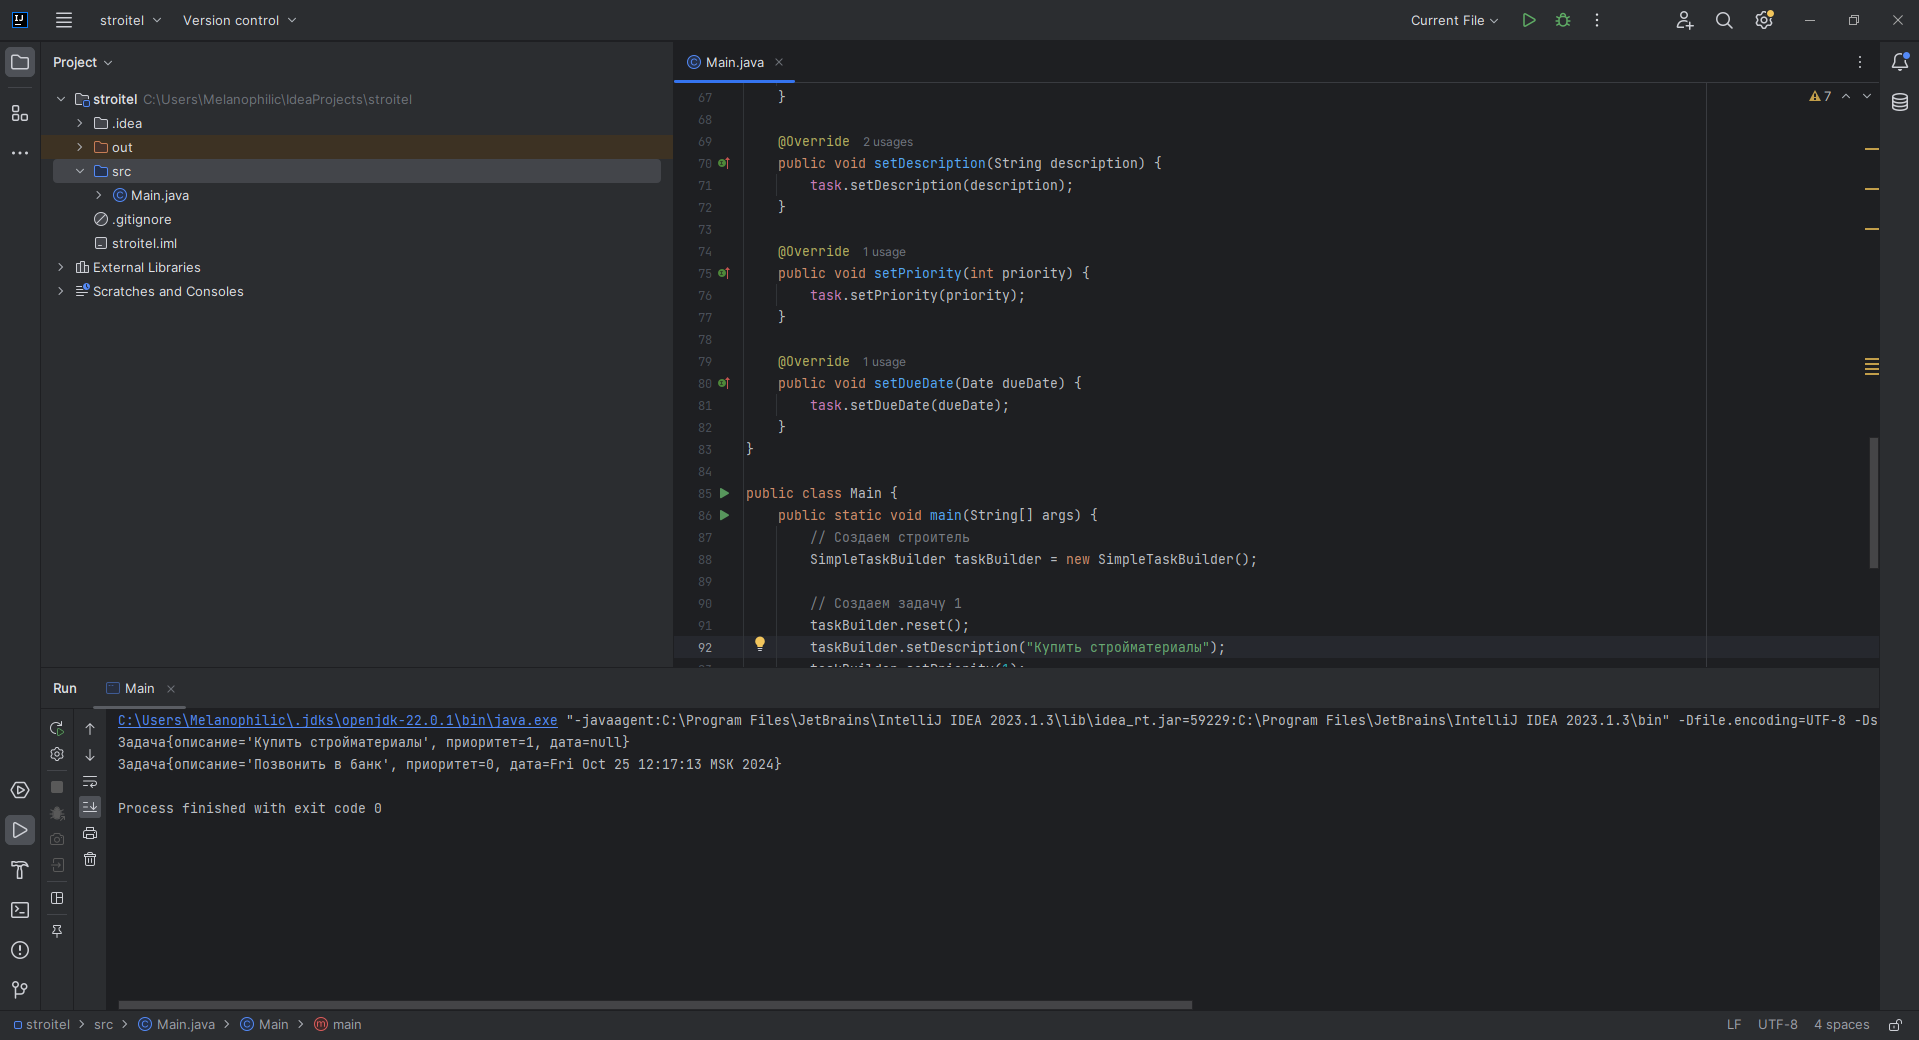 stroitel
Version control
Current File
Project
stroitel C:\Users\Melanophilic\IdeaProjects\stroitel
.idea
out
src
Main.java
.gitignore
stroitel.iml
External Libraries
Scratches and Consoles
Main.java
7
67 }
68
69 @Override 2 usages
70 public void setDescription(String description) {
71 task.setDescription(description);
72 }
73
74 @Override 1 usage
75 public void setPriority(int priority) {
76 task.setPriority(priority);
77 }
78
79 @Override 1 usage
80 public void setDueDate(Date dueDate) {
81 task.setDueDate(dueDate);
82 }
83 }
84
85 public class Main {
86 public static void main(String[] args) {
87 // Создаем строитель
88 SimpleTaskBuilder taskBuilder = new SimpleTaskBuilder();
89
90 // Создаем задачу 1
91 taskBuilder.reset();
92 taskBuilder.setDescription("Купить стройматериалы");
Run Main
C:\Users\Melanophilic\.jdks\openjdk-22.0.1\bin\java.exe "-javaagent:C:\Program Files\JetBrains\IntelliJ IDEA 2023.1.3\lib\idea_rt.jar=59229:C:\Program Files\JetBrains\IntelliJ IDEA 2023.1.3\bin" -Dfile.encoding=UTF-8 -Ds
Задача{описание='Купить стройматериалы', приоритет=1, дата=null}
Задача{описание='Позвонить в банк', приоритет=0, дата=Fri Oct 25 12:17:13 MSK 2024}
Process finished with exit code 0
stroitel > src > Main.java > Main > main
LF UTF-8 4 spaces